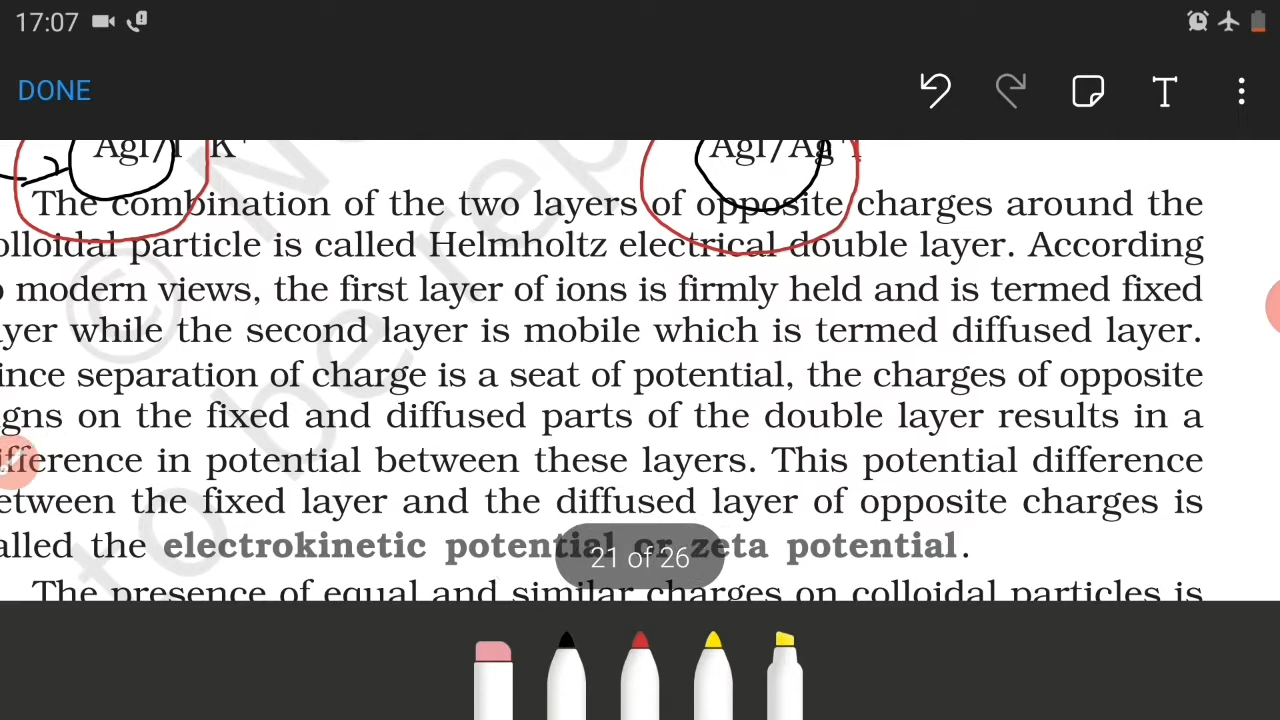 17:07
DONE
T
AgI/I⁻ K⁺
AgI/Ag⁺I
The combination of the two layers of opposite charges around the
olloidal particle is called Helmholtz electrical double layer. According
o modern views, the first layer of ions is firmly held and is termed fixed
ayer while the second layer is mobile which is termed diffused layer.
ince separation of charge is a seat of potential, the charges of opposite
igns on the fixed and diffused parts of the double layer results in a
ifference in potential between these layers. This potential difference
etween the fixed layer and the diffused layer of opposite charges is
alled the electrokinetic potential or zeta potential.
21 of 26
The presence of equal and similar charges on colloidal particles is
to be rep